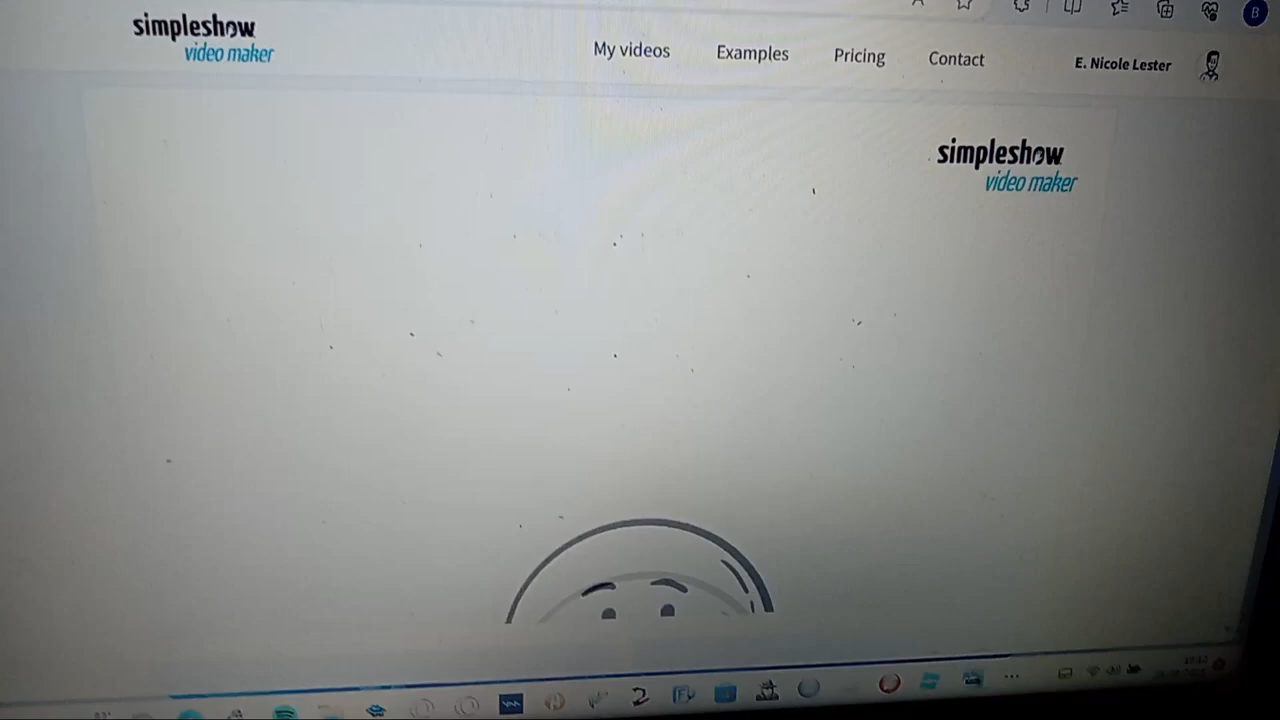 simpleshow
video maker
My videos
Examples
Pricing
Contact
E. Nicole Lester
B
simpleshow
video maker